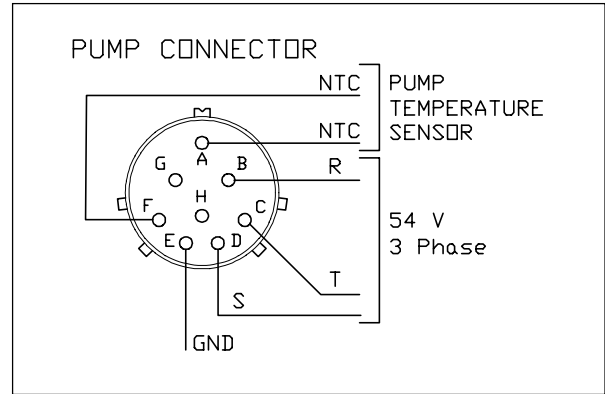 PUMP CONNECTOR
NTC
PUMP
TEMPERATURE
SENSOR
NTC
A
R
G
B
H
F
C
54 V
3 Phase
E
D
T
S
GND